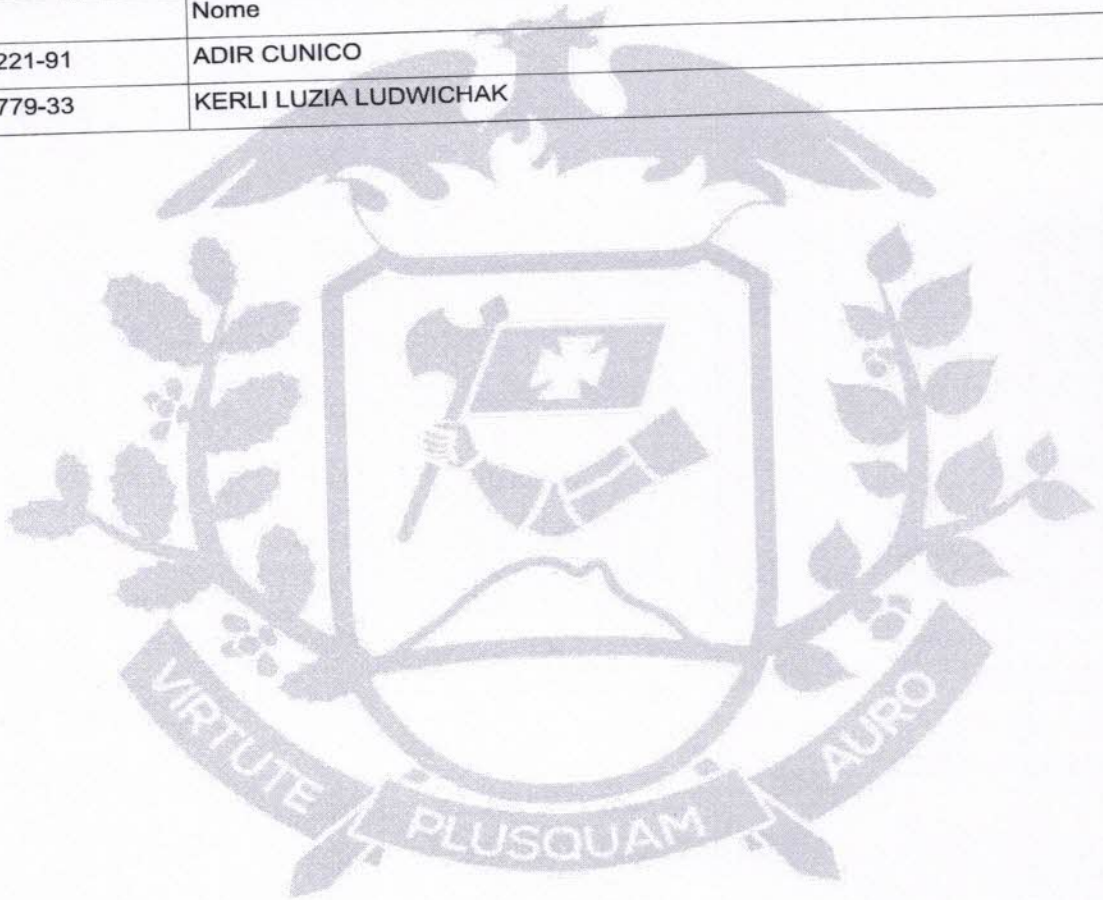 Nome
221-91 ADIR CUNICO
779-33 KERLI LUZIA LUDWICHAK
VIRTUTE PLUSQUAM AURO